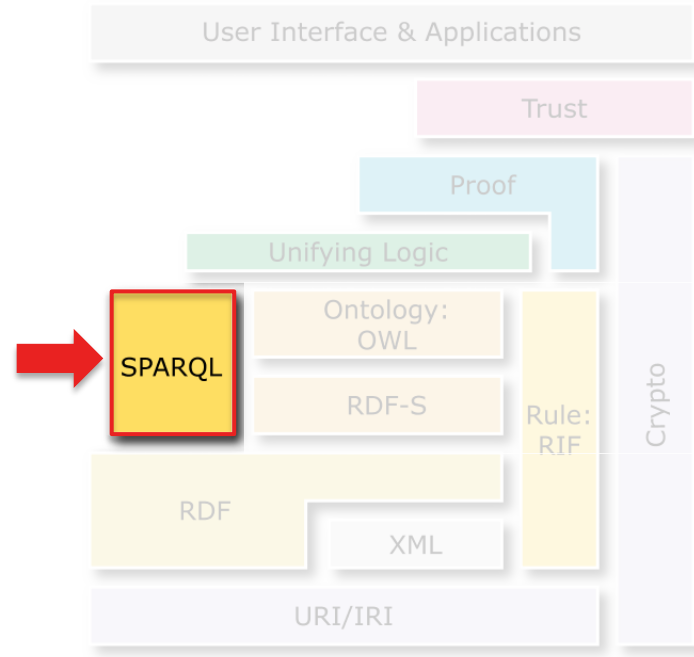 User Interface & Applications
Trust
Proof
Unifying Logic
SPARQL
Ontology:
OWL
RDF-S
Rule:
RIF
Crypto
RDF
XML
URI/IRI